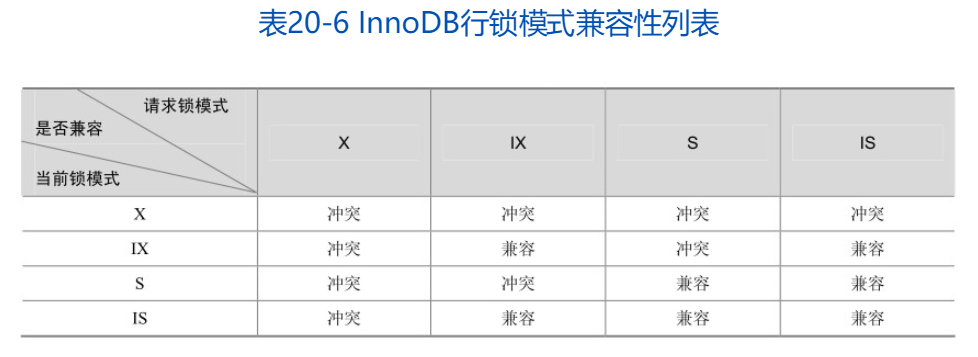 表20-6 InnoDB行锁模式兼容性列表
请求锁模式
是否兼容
当前锁模式
X IX S IS
X 冲突 冲突 冲突 冲突
IX 冲突 兼容 冲突 兼容
S 冲突 冲突 兼容 兼容
IS 冲突 兼容 兼容 兼容